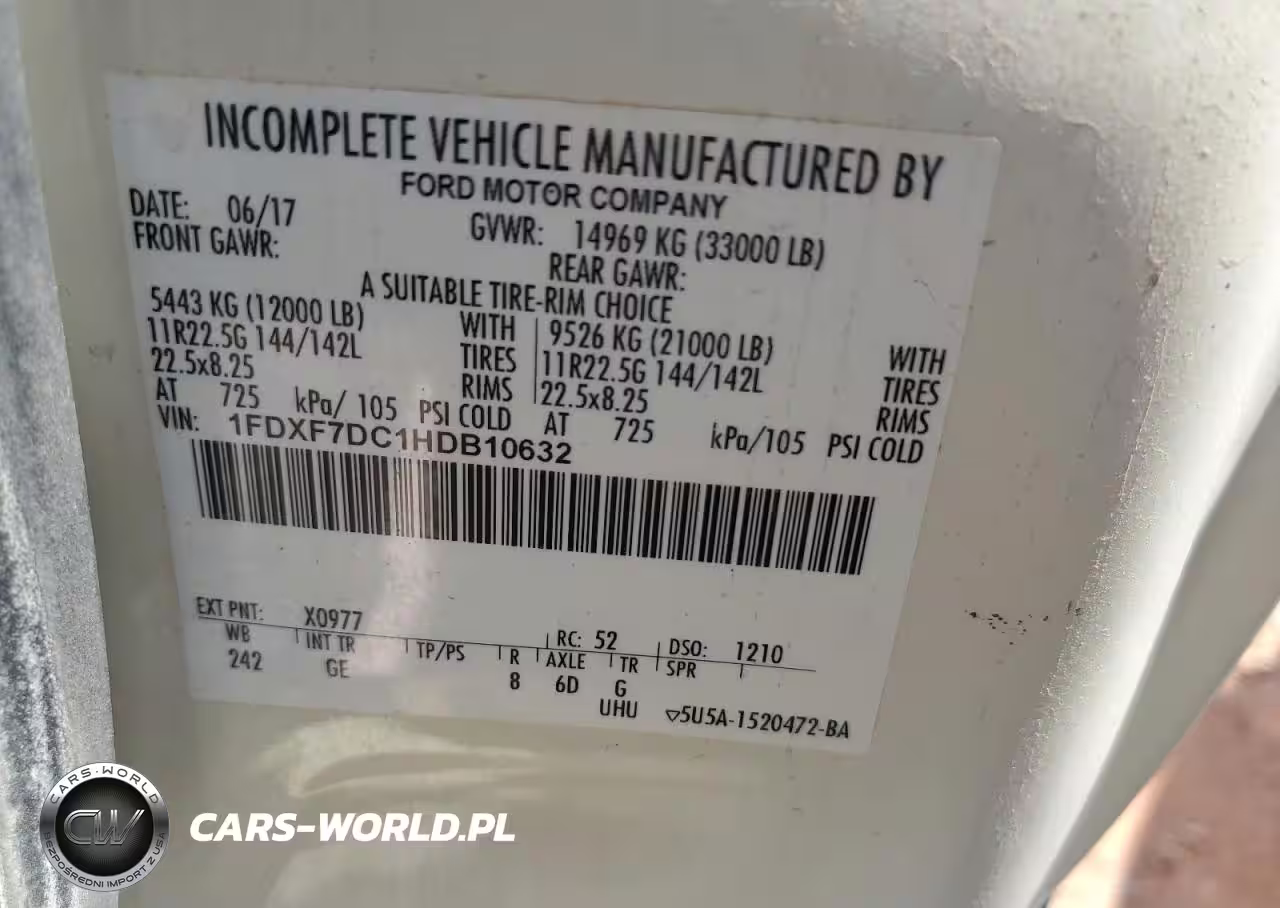 INCOMPLETE VEHICLE MANUFACTURED BY
FORD MOTOR COMPANY
DATE: 06/17 GVWR: 14969 KG (33000 LB)
FRONT GAWR: REAR GAWR:
A SUITABLE TIRE-RIM CHOICE
5443 KG (12000 LB) WITH 9526 KG (21000 LB) WITH
11R22.5G 144/142L TIRES 11R22.5G 144/142L TIRES
22.5x8.25 RIMS 22.5x8.25 RIMS
AT 725 kPa/ 105 PSI COLD AT 725 kPa/105 PSI COLD
VIN: 1FDXF7DC1HDB10632
EXT PNT: X0977 RC: 52 DSO: 1210
WB INT TR TP/PS R AXLE TR SPR
242 GE 8 6D G
UHU ▽5U5A-1520472-BA
CARS-WORLD
CW
BEZPOŚREDNI IMPORT Z USA
CARS-WORLD.PL